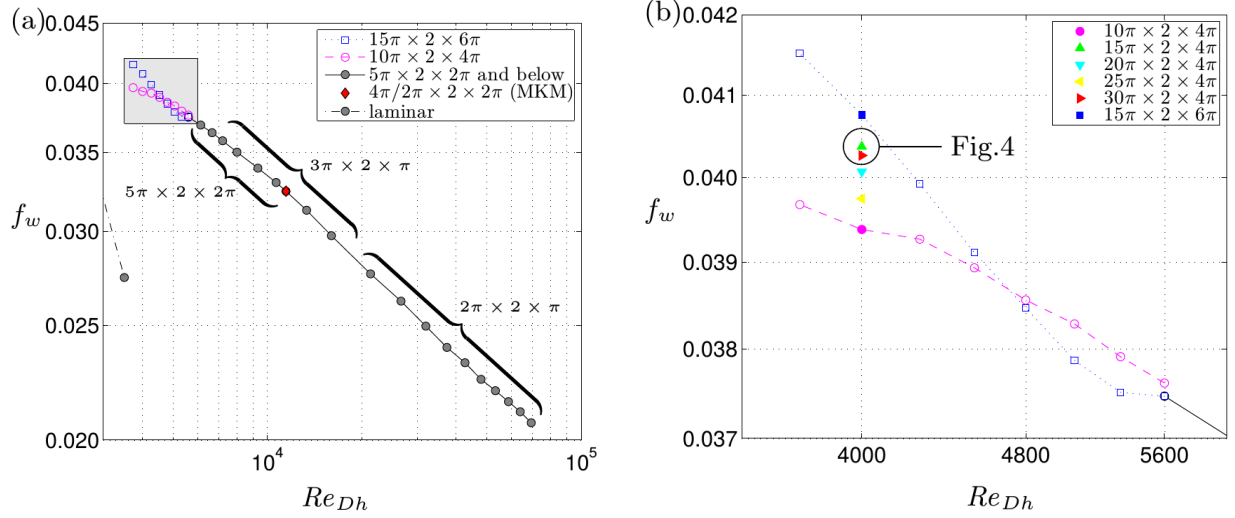 (a)
0.045
0.040
0.035
0.030
0.025
0.020
f_w
15π × 2 × 6π
10π × 2 × 4π
5π × 2 × 2π and below
4π/2π × 2 × 2π (MKM)
laminar
3π × 2 × π
5π × 2 × 2π
2π × 2 × π
10^4
10^5
Re_{Dh}
(b)
0.042
0.041
0.040
0.039
0.038
0.037
f_w
10π × 2 × 4π
15π × 2 × 4π
20π × 2 × 4π
25π × 2 × 4π
30π × 2 × 4π
15π × 2 × 6π
Fig.4
4000
4800
5600
Re_{Dh}